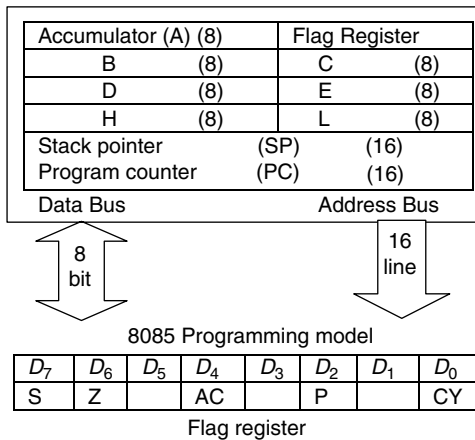 Accumulator (A) (8) Flag Register
B (8) C (8)
D (8) E (8)
H (8) L (8)
Stack pointer (SP) (16)
Program counter (PC) (16)
Data Bus Address Bus
8 bit
16 line
8085 Programming model
D7 D6 D5 D4 D3 D2 D1 D0
S Z AC P CY
Flag register